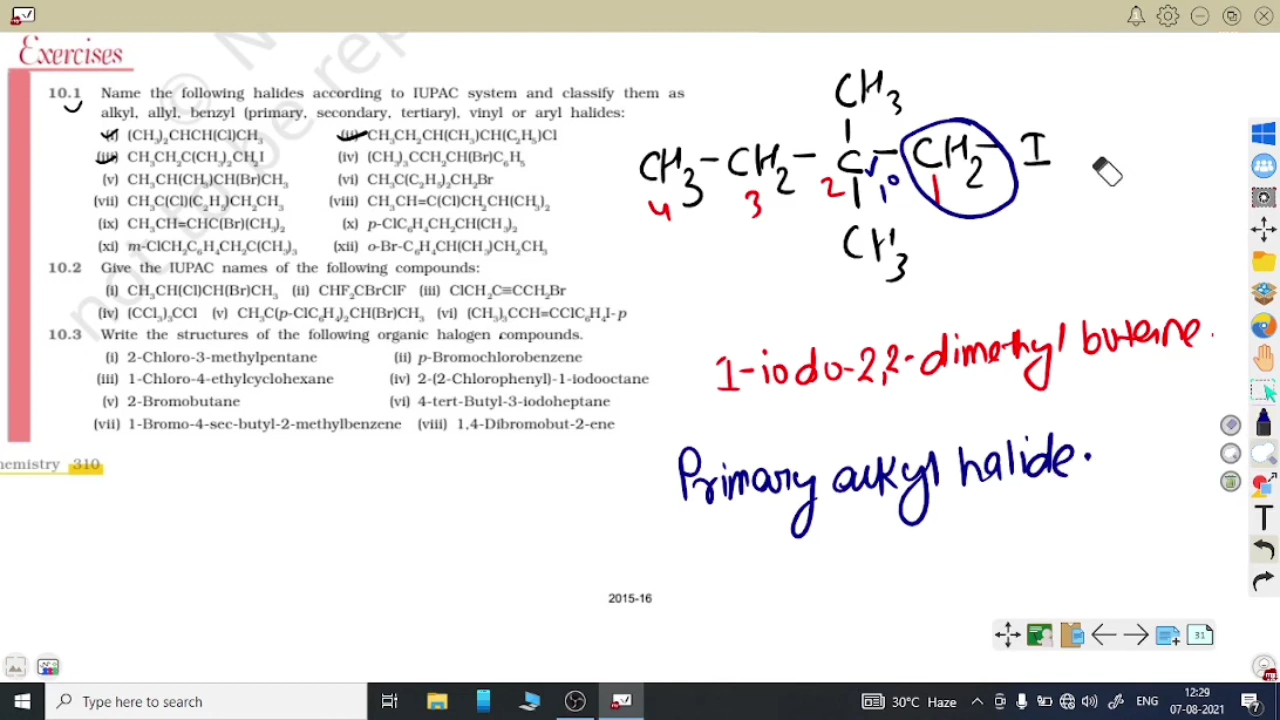 Exercises
10.1 Name the following halides according to IUPAC system and classify them as
alkyl, allyl, benzyl (primary, secondary, tertiary), vinyl or aryl halides:
(i) (CH₃)₂CHCH(Cl)CH₃ (ii) CH₃CH₂CH(CH₃)CH(C₂H₅)Cl
(iii) CH₃CH₂C(CH₃)₂CH₂I (iv) (CH₃)₃CCH₂CH(Br)C₆H₅
(v) CH₃CH(CH₃)CH(Br)CH₃ (vi) CH₃C(C₂H₅)₂CH₂Br
(vii) CH₃C(Cl)(C₂H₅)CH₂CH₃ (viii) CH₃CH=C(Cl)CH₂CH(CH₃)₂
(ix) CH₃CH=CHC(Br)(CH₃)₂ (x) p-ClC₆H₄CH₂CH(CH₃)₂
(xi) m-ClCH₂C₆H₄CH₂C(CH₃)₃ (xii) o-Br-C₆H₄CH(CH₃)CH₂CH₃
10.2 Give the IUPAC names of the following compounds:
(i) CH₃CH(Cl)CH(Br)CH₃ (ii) CHF₂CBrClF (iii) ClCH₂C≡CCH₂Br
(iv) (CCl₃)₃CCl (v) CH₃C(p-ClC₆H₄)₂CH(Br)CH₃ (vi) (CH₃)₃CCH=CClC₆H₄I-p
10.3 Write the structures of the following organic halogen compounds.
(i) 2-Chloro-3-methylpentane (ii) p-Bromochlorobenzene
(iii) 1-Chloro-4-ethylcyclohexane (iv) 2-(2-Chlorophenyl)-1-iodooctane
(v) 2-Bromobutane (vi) 4-tert-Butyl-3-iodoheptane
(vii) 1-Bromo-4-sec-butyl-2-methylbenzene (viii) 1,4-Dibromobut-2-ene
hemistry 310
not to be rep
© N
CH₃
CH₃-CH₂-C-CH₂-I
4 3 2 1° 1
CH₃
1-iodo-2,2-dimethyl butane.
Primary alkyl halide.
2015-16
31
T
Type here to search
30°C Haze
ENG
12:29
07-08-2021
7